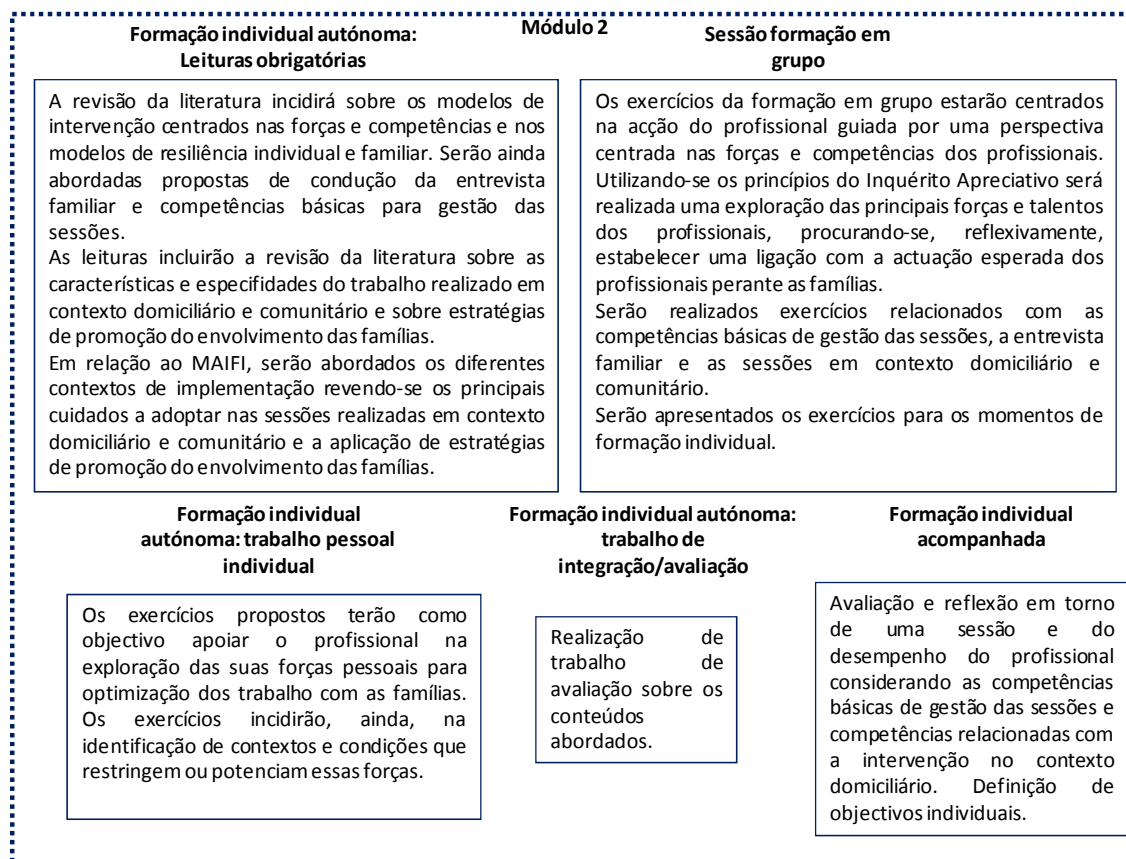 Módulo 2
Formação individual autónoma:
Leituras obrigatórias
A revisão da literatura incidirá sobre os modelos de
intervenção centrados nas forças e competências e nos
modelos de resiliência individual e familiar. Serão ainda
abordadas propostas de condução da entrevista
familiar e competências básicas para gestão das
sessões.
As leituras incluirão a revisão da literatura sobre as
características e especifidades do trabalho realizado em
contexto domiciliário e comunitário e sobre estratégias
de promoção do envolvimento das famílias.
Em relação ao MAIFI, serão abordados os diferentes
contextos de implementação revendo-se os principais
cuidados a adoptar nas sessões realizadas em contexto
domiciliário e comunitário e a aplicação de estratégias
de promoção do envolvimento das famílias.
Sessão formação em
grupo
Os exercícios da formação em grupo estarão centrados
na acção do profissional guiada por uma perspectiva
centrada nas forças e competências dos profissionais.
Utilizando-se os princípios do Inquérito Apreciativo será
realizada uma exploração das principais forças e talentos
dos profissionais, procurando-se, reflexivamente,
estabelecer uma ligação com a actuação esperada dos
profissionais perante as famílias.
Serão realizados exercícios relacionados com as
competências básicas de gestão das sessões, a entrevista
familiar e as sessões em contexto domiciliário e
comunitário.
Serão apresentados os exercícios para os momentos de
formação individual.
Formação individual
autónoma: trabalho pessoal
individual
Os exercícios propostos terão como
objectivo apoiar o profissional na
exploração das suas forças pessoais para
optimização dos trabalho com as famílias.
Os exercícios incidirão, ainda, na
identificação de contextos e condições que
restringem ou potenciam essas forças.
Formação individual autónoma:
trabalho de
integração/avaliação
Realização de
trabalho de
avaliação sobre os
conteúdos
abordados.
Formação individual
acompanhada
Avaliação e reflexão em torno
de uma sessão e do
desempenho do profissional
considerando as competências
básicas de gestão das sessões e
competências relacionadas com
a intervenção no contexto
domiciliário. Definição de
objectivos individuais.